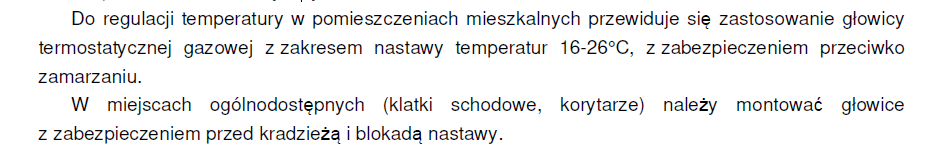 Do regulacji temperatury w pomieszczeniach mieszkalnych przewiduje się zastosowanie głowicy
termostatycznej gazowej z zakresem nastawy temperatur 16-26°C, z zabezpieczeniem przeciwko
zamarzaniu.
W miejscach ogólnodostępnych (klatki schodowe, korytarze) należy montować głowice
z zabezpieczeniem przed kradzieżą i blokadą nastawy.